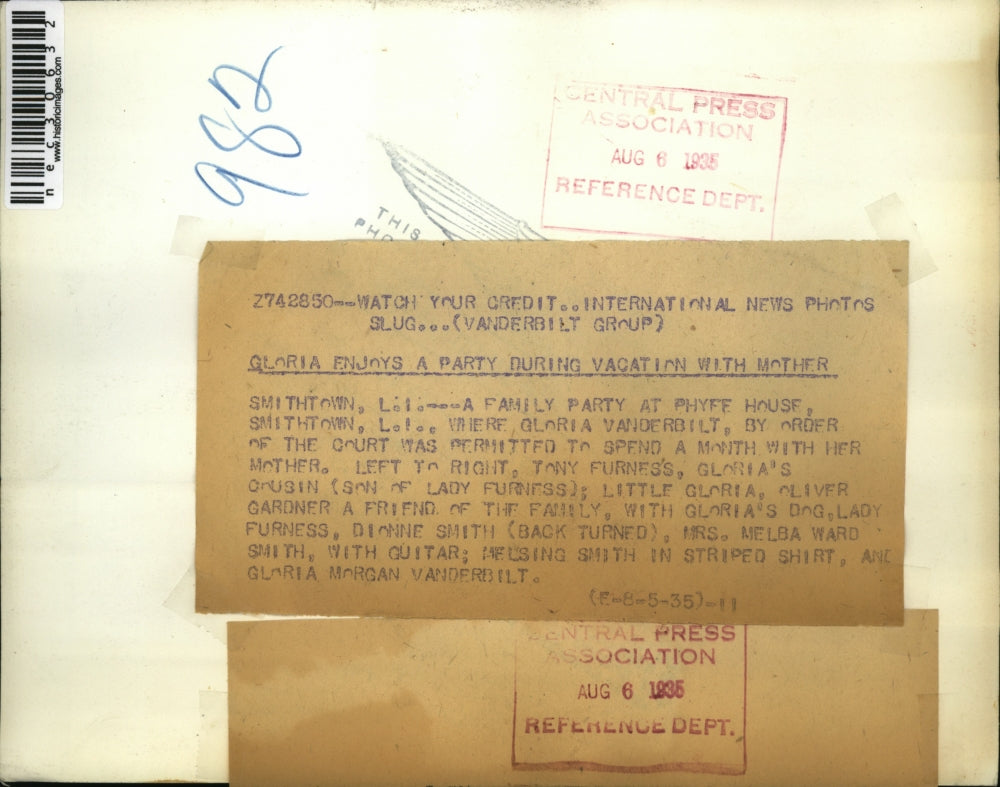 nec30632
www.historicimages.com
982
CENTRAL PRESS
ASSOCIATION
AUG 6 1935
REFERENCE DEPT.
THIS
Z742850--WATCH YOUR CREDIT..INTERNATIONAL NEWS PHOTOS
SLUG...(VANDERBILT GROUP)
GLORIA ENJOYS A PARTY DURING VACATION WITH MOTHER
SMITHTOWN, L.I.---A FAMILY PARTY AT PHYFE HOUSE,
SMITHTOWN, L.I., WHERE GLORIA VANDERBILT, BY ORDER
OF THE COURT WAS PERMITTED TO SPEND A MONTH WITH HER
MOTHER. LEFT TO RIGHT, TONY FURNESS, GLORIA'S
COUSIN (SON OF LADY FURNESS); LITTLE GLORIA, OLIVER
GARDNER A FRIEND OF THE FAMILY, WITH GLORIA'S DOG,LADY
FURNESS, DIONNE SMITH (BACK TURNED), MRS. MELBA WARD
SMITH, WITH GUITAR; MEUSING SMITH IN STRIPED SHIRT, AND
GLORIA MORGAN VANDERBILT.
(E-8-5-35)-11
CENTRAL PRESS
ASSOCIATION
AUG 6 1935
REFERENCE DEPT.